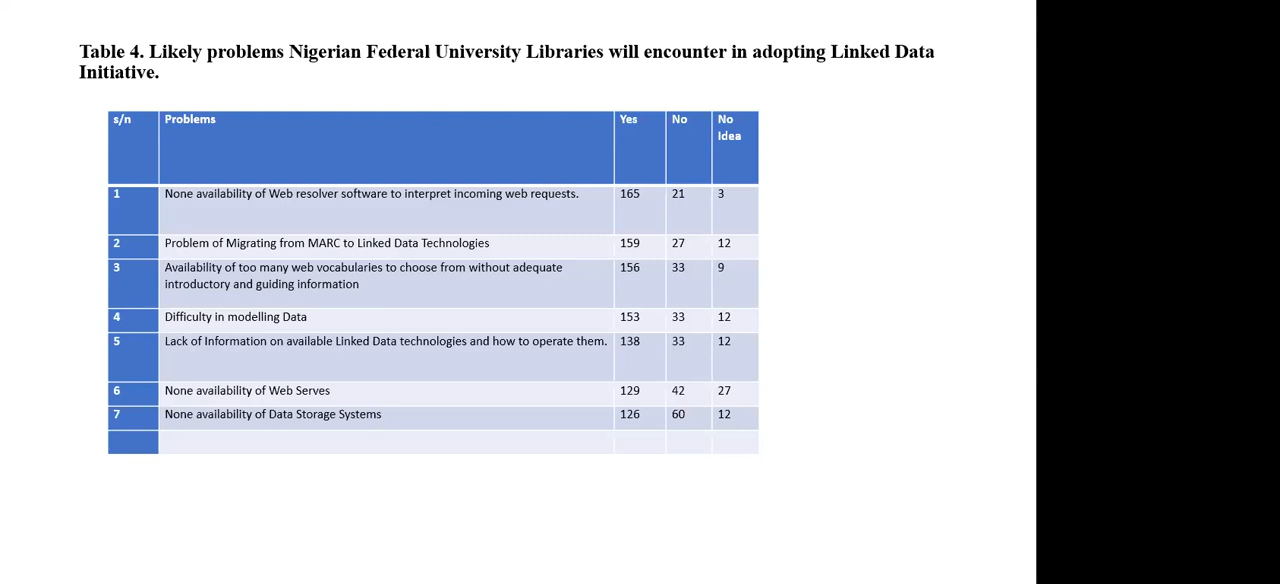 Table 4. Likely problems Nigerian Federal University Libraries will encounter in adopting Linked Data
Initiative.
s/n Problems Yes No No
Idea
1 None availability of Web resolver software to interpret incoming web requests. 165 21 3
2 Problem of Migrating from MARC to Linked Data Technologies 159 27 12
3 Availability of too many web vocabularies to choose from without adequate 156 33 9
introductory and guiding information
4 Difficulty in modelling Data 153 33 12
5 Lack of Information on available Linked Data technologies and how to operate them. 138 33 12
6 None availability of Web Serves 129 42 27
7 None availability of Data Storage Systems 126 60 12